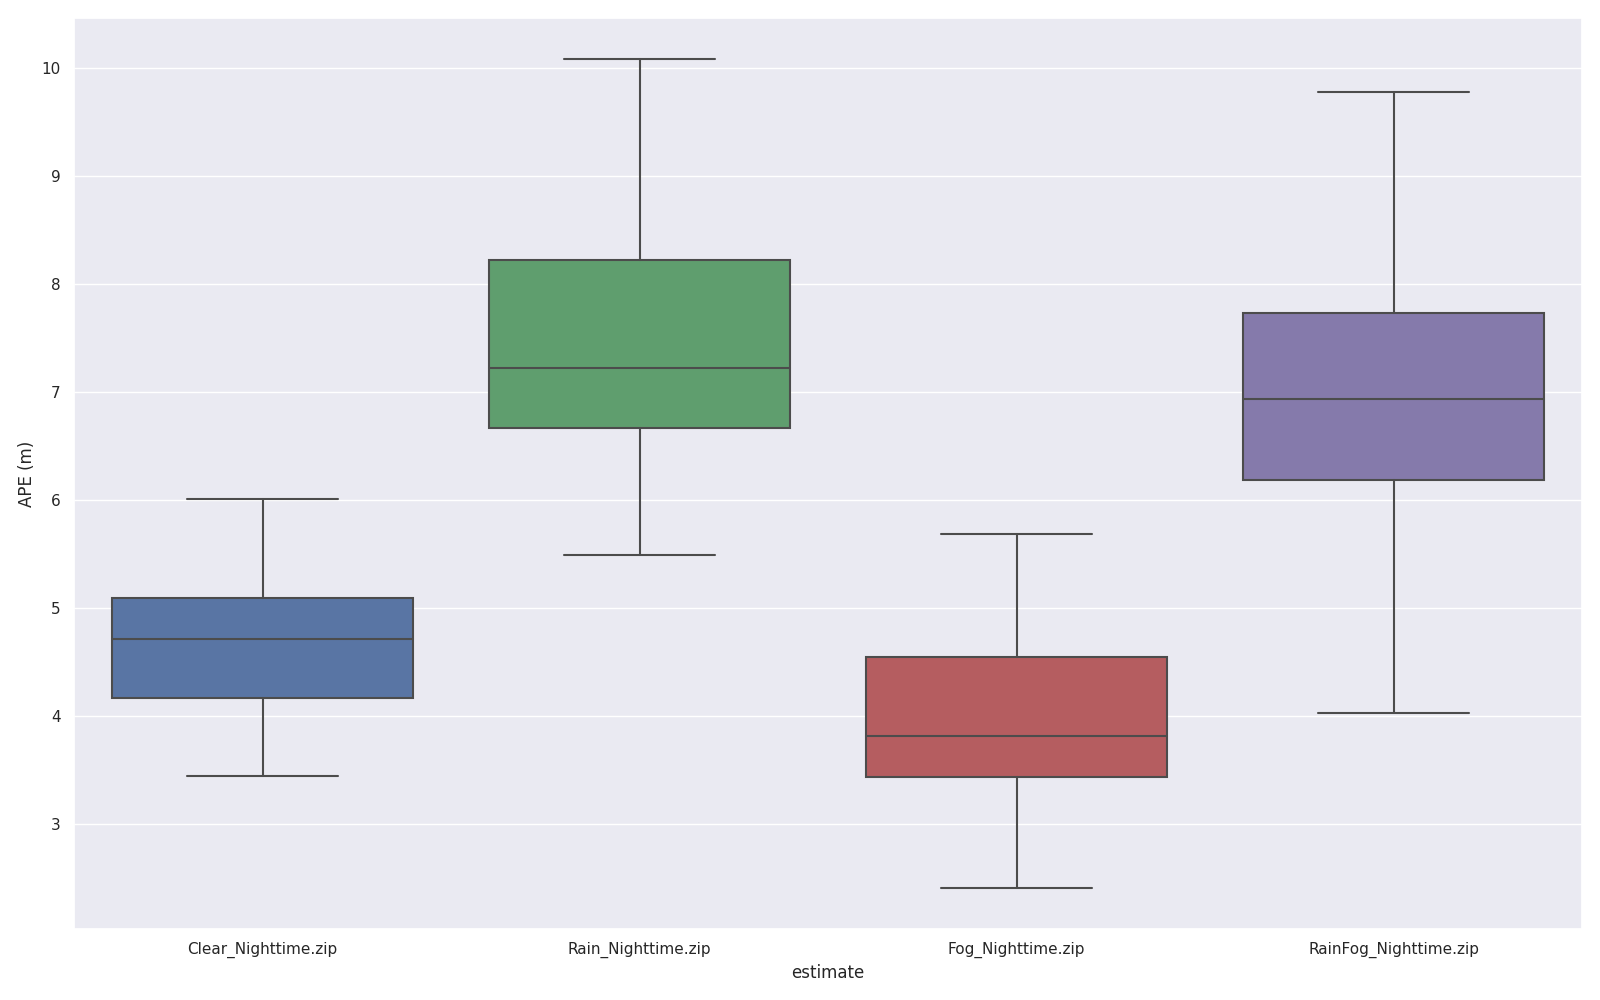 10
9
8
7
6
5
4
3
APE (m)
Clear_Nighttime.zip
Rain_Nighttime.zip
Fog_Nighttime.zip
RainFog_Nighttime.zip
estimate